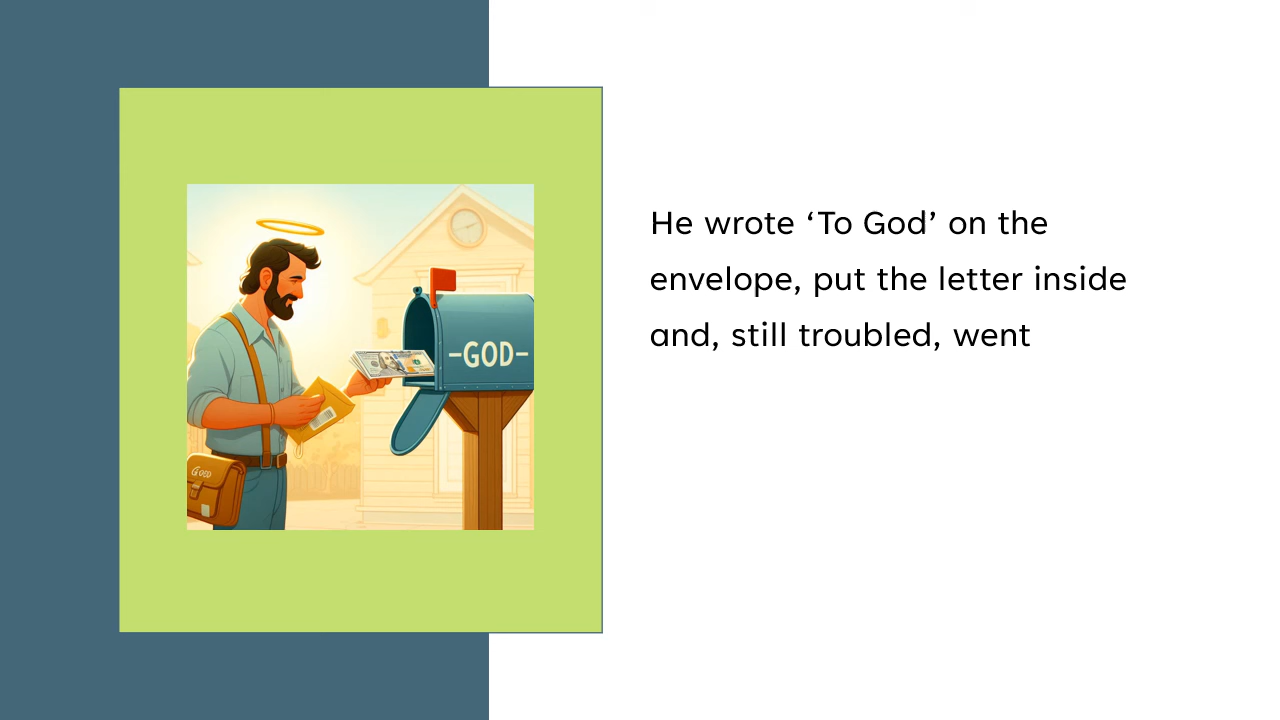 -GOD-
He wrote ‘To God’ on the
envelope, put the letter inside
and, still troubled, went